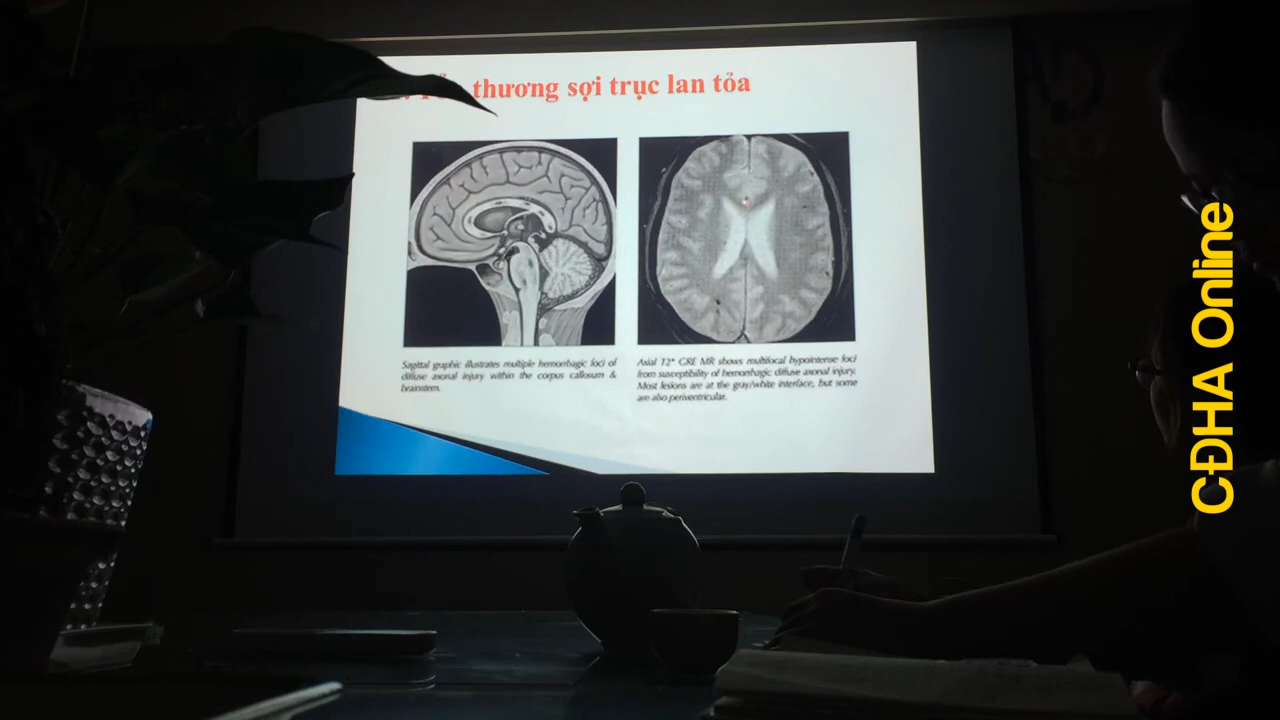 thương sợi trục lan tỏa
Sagittal graphic illustrates multiple hemorrhagic foci of
diffuse axonal injury within the corpus callosum &
brainstem.
Axial T2* GRE MR shows multifocal hypointense foci
from susceptibility of hemorrhagic diffuse axonal injury.
Most lesions are at the gray/white interface, but some
are also periventricular.
CĐHA Online